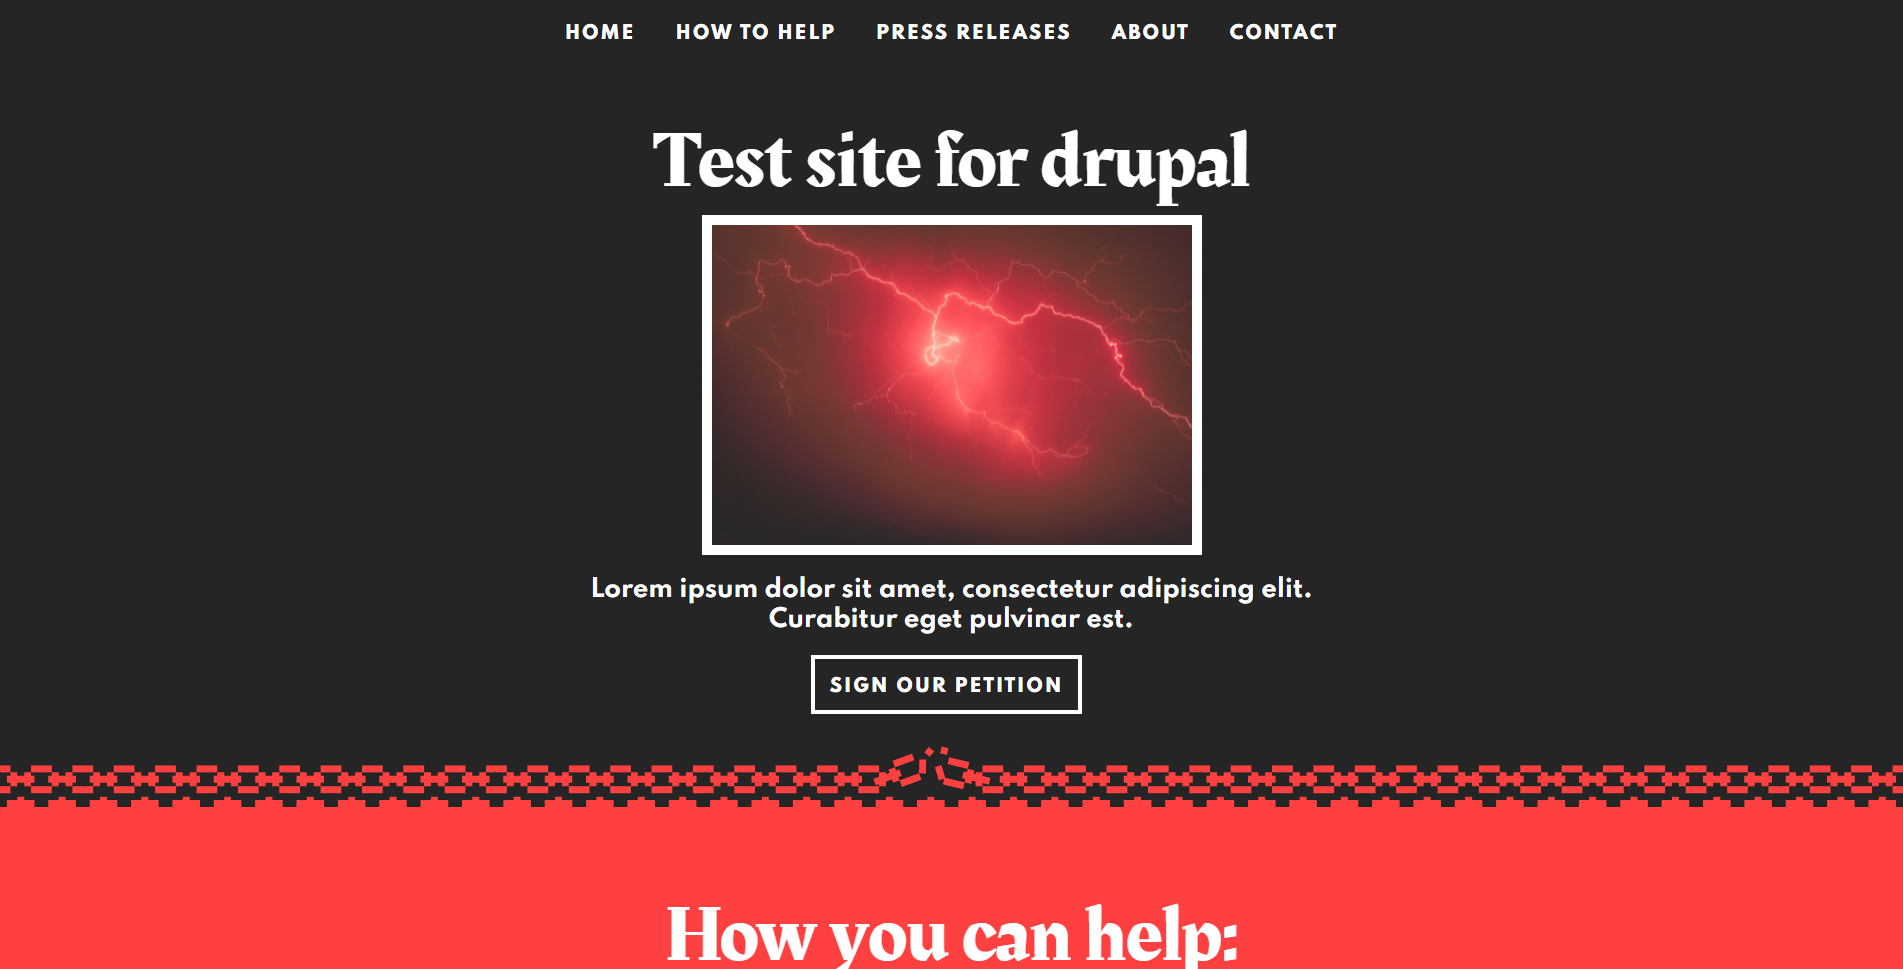 HOME HOW TO HELP PRESS RELEASES ABOUT CONTACT
Test site for drupal
Lorem ipsum dolor sit amet, consectetur adipiscing elit.
Curabitur eget pulvinar est.
SIGN OUR PETITION
How you can help: